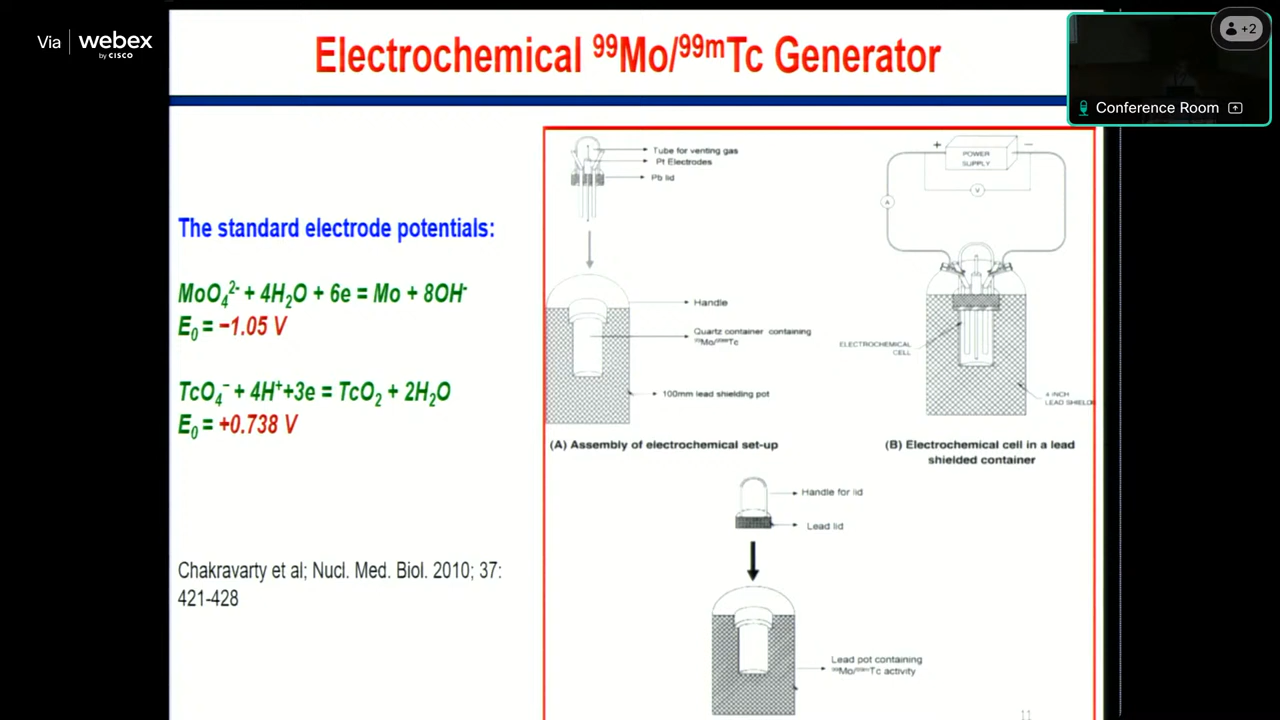 Via webex
by CISCO
+2
Conference Room
Electrochemical ⁹⁹Mo/⁹⁹ᵐTc Generator
The standard electrode potentials:
MoO₄²⁻ + 4H₂O + 6e = Mo + 8OH⁻
E₀ = −1.05 V
TcO₄⁻ + 4H⁺+3e = TcO₂ + 2H₂O
E₀ = +0.738 V
Chakravarty et al; Nucl. Med. Biol. 2010; 37:
421-428
Tube for venting gas
Pt Electrodes
Pb lid
Handle
Quartz container containing
⁹⁹Mo/⁹⁹ᵐTc
100mm lead shielding pot
(A) Assembly of electrochemical set-up
+
−
POWER
SUPPLY
V
A
ELECTROCHEMICAL
CELL
4 INCH
LEAD SHIELD
(B) Electrochemical cell in a lead
shielded container
Handle for lid
Lead lid
Lead pot containing
⁹⁹Mo/⁹⁹ᵐTc activity
11